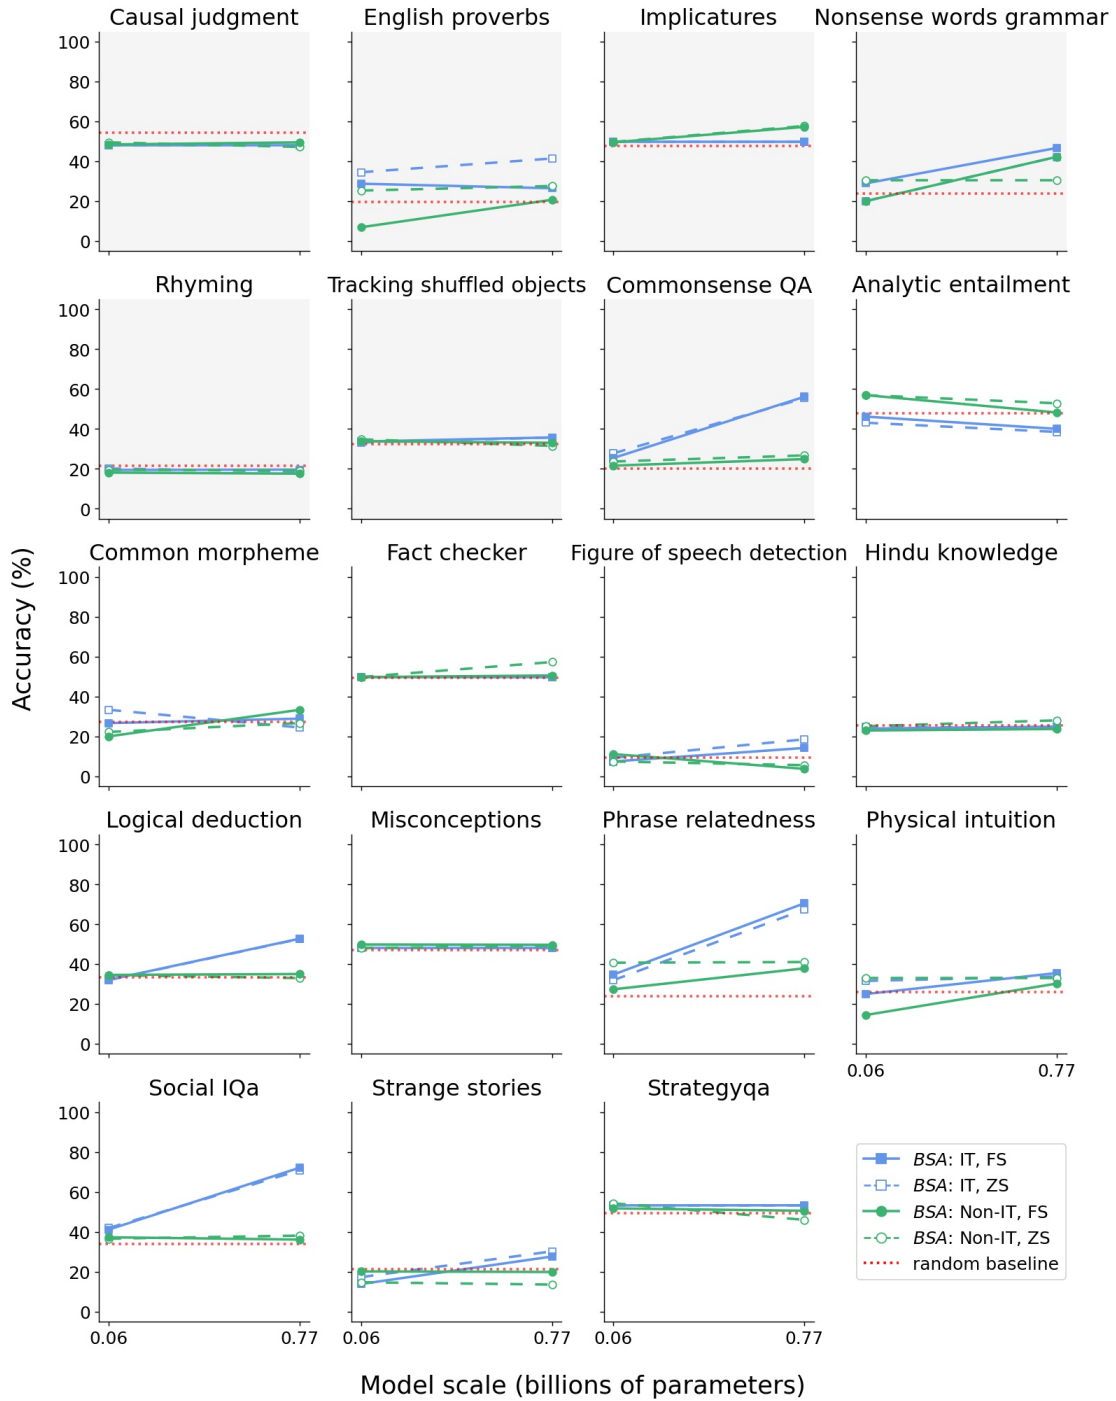 Causal judgment
English proverbs
Implicatures
Nonsense words grammar
100
80
60
40
20
0
Rhyming
Tracking shuffled objects
Commonsense QA
Analytic entailment
100
80
60
40
20
0
Common morpheme
Fact checker
Figure of speech detection
Hindu knowledge
100
80
60
40
20
0
Accuracy (%)
Logical deduction
Misconceptions
Phrase relatedness
Physical intuition
100
80
60
40
20
0
0.06
0.77
Social IQa
Strange stories
Strategyqa
100
80
60
40
20
0
0.06
0.77
0.06
0.77
0.06
0.77
BSA: IT, FS
BSA: IT, ZS
BSA: Non-IT, FS
BSA: Non-IT, ZS
random baseline
Model scale (billions of parameters)